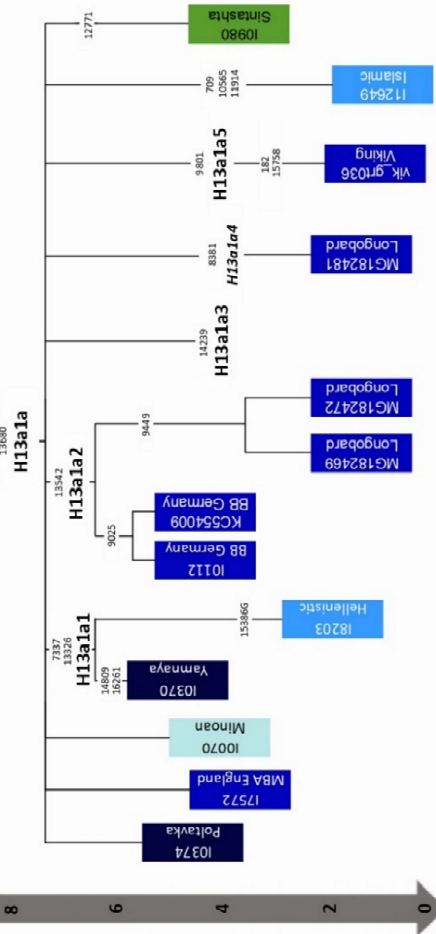 13680
H13a1a
12771
Sintashta
I0980
709
10565
11914
Islamic
I12649
9801
H13a1a5
182
15758
Viking
vik_grt036
8381
H13a1a4
Longobard
MG182481
14239
H13a1a3
13542
H13a1a2
9449
Longobard
MG182472
Longobard
MG182469
9025
BB Germany
KC554009
BB Germany
I0112
7337
13326
H13a1a1
15386G
Hellenistic
I8203
14809
16261
Yamnaya
I0370
Minoan
I0070
MBA England
I7572
Poltavka
I0374
8
6
4
2
0